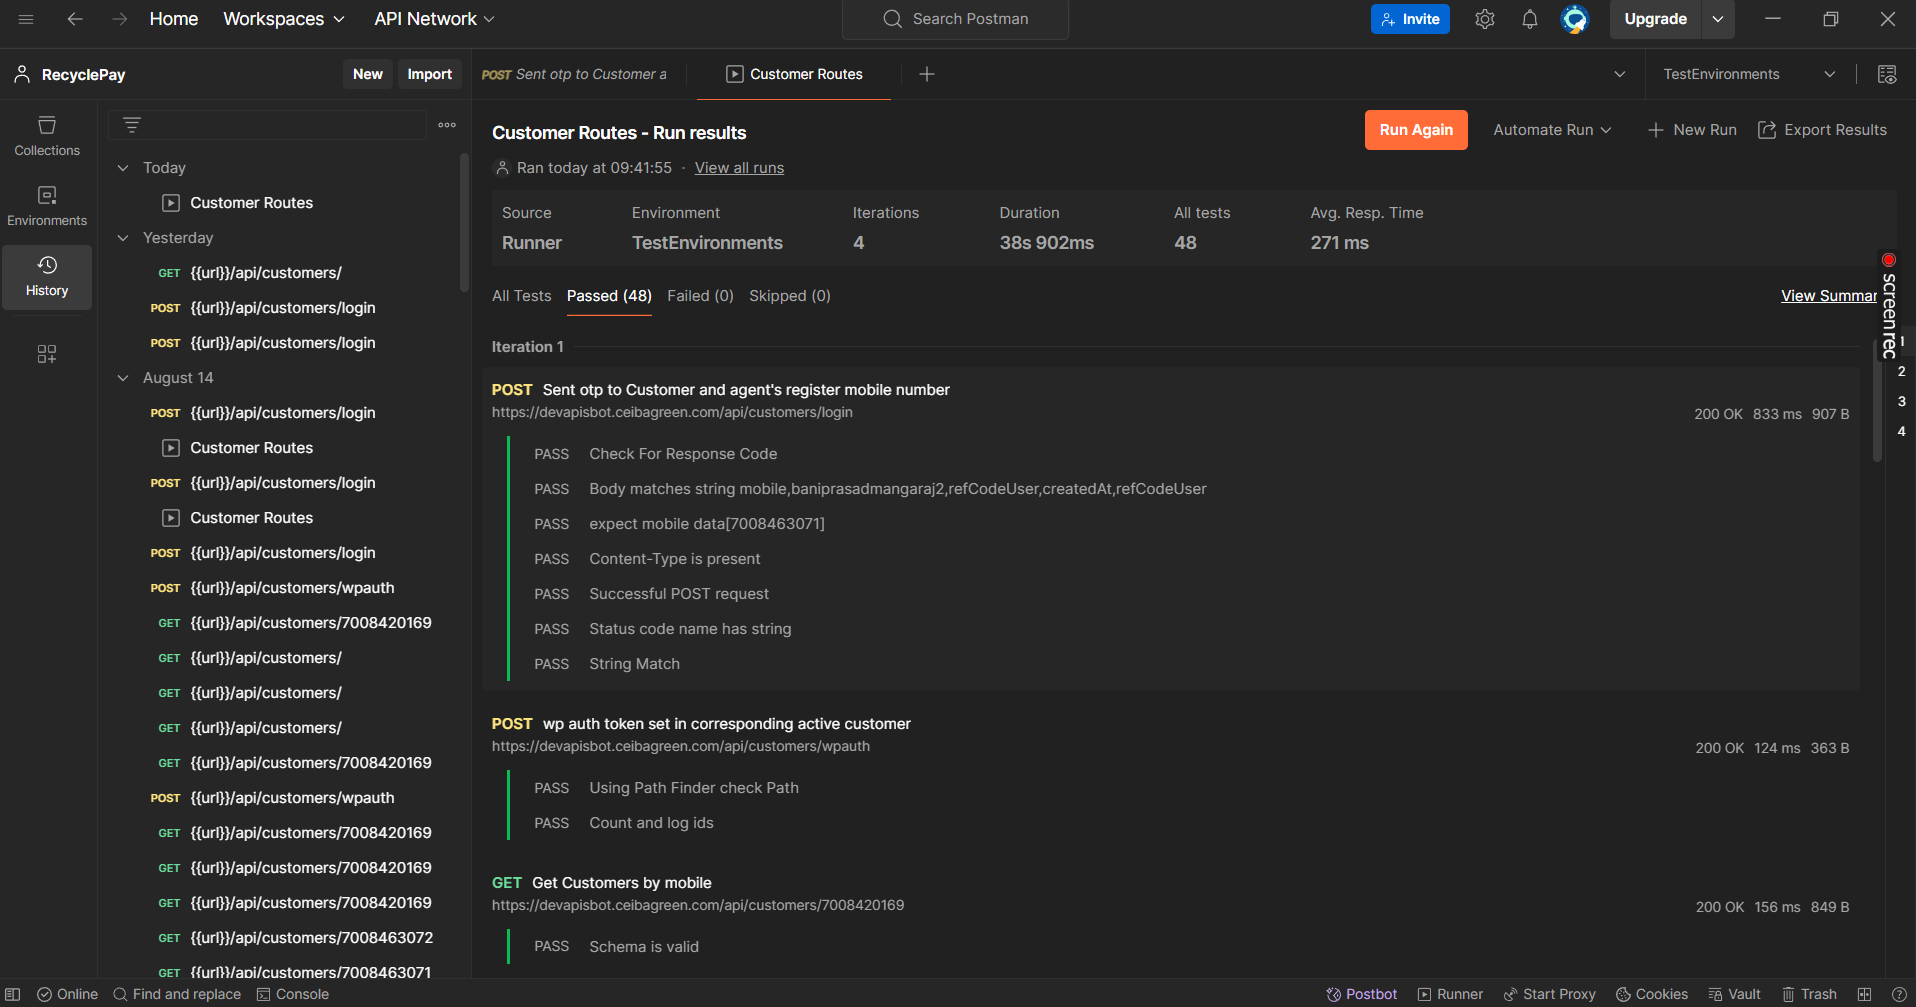 Home Workspaces API Network Search Postman Invite Upgrade
RecyclePay New Import POST Sent otp to Customer a Customer Routes TestEnvironments
Collections
Environments
History
Today
Customer Routes
Yesterday
GET {{url}}/api/customers/
POST {{url}}/api/customers/login
POST {{url}}/api/customers/login
August 14
POST {{url}}/api/customers/login
Customer Routes
POST {{url}}/api/customers/login
Customer Routes
POST {{url}}/api/customers/login
POST {{url}}/api/customers/wpauth
GET {{url}}/api/customers/7008420169
GET {{url}}/api/customers/
GET {{url}}/api/customers/
GET {{url}}/api/customers/
GET {{url}}/api/customers/7008420169
POST {{url}}/api/customers/wpauth
GET {{url}}/api/customers/7008420169
GET {{url}}/api/customers/7008420169
GET {{url}}/api/customers/7008420169
GET {{url}}/api/customers/7008463072
GET {{url}}/api/customers/7008463071
Customer Routes - Run results Run Again Automate Run New Run Export Results
Ran today at 09:41:55 · View all runs
Source Environment Iterations Duration All tests Avg. Resp. Time
Runner TestEnvironments 4 38s 902ms 48 271 ms
All Tests Passed (48) Failed (0) Skipped (0) View Summar
screenrec
1
2
3
4
Iteration 1
POST Sent otp to Customer and agent's register mobile number
https://devapisbot.ceibagreen.com/api/customers/login 200 OK 833 ms 907 B
PASS Check For Response Code
PASS Body matches string mobile,baniprasadmangaraj2,refCodeUser,createdAt,refCodeUser
PASS expect mobile data[7008463071]
PASS Content-Type is present
PASS Successful POST request
PASS Status code name has string
PASS String Match
POST wp auth token set in corresponding active customer
https://devapisbot.ceibagreen.com/api/customers/wpauth 200 OK 124 ms 363 B
PASS Using Path Finder check Path
PASS Count and log ids
GET Get Customers by mobile
https://devapisbot.ceibagreen.com/api/customers/7008420169 200 OK 156 ms 849 B
PASS Schema is valid
Online Find and replace Console Postbot Runner Start Proxy Cookies Vault Trash